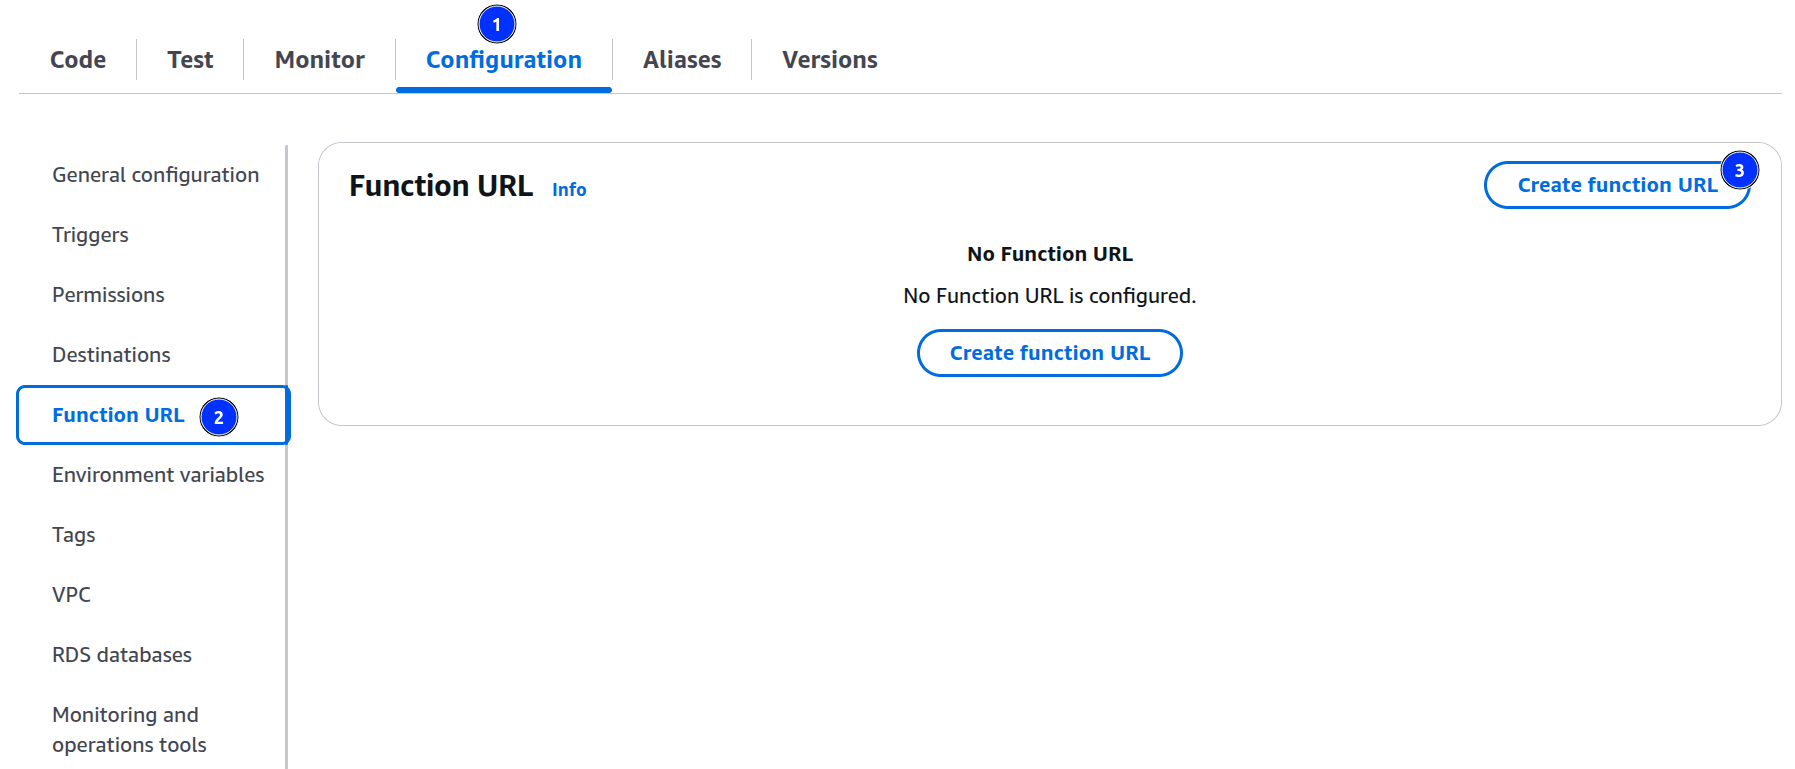 1
Code Test Monitor Configuration Aliases Versions
General configuration
Triggers
Permissions
Destinations
Function URL 2
Environment variables
Tags
VPC
RDS databases
Monitoring and
operations tools
Function URL Info
Create function URL 3
No Function URL
No Function URL is configured.
Create function URL